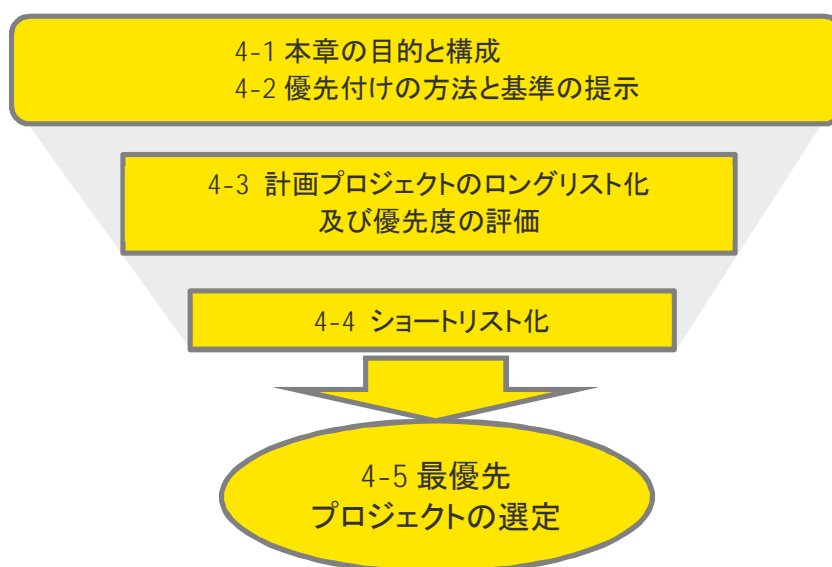 4-1 本章の目的と構成
4-2 優先付けの方法と基準の提示
4-3 計画プロジェクトのロングリスト化
及び優先度の評価
4-4 ショートリスト化
4-5 最優先
プロジェクトの選定